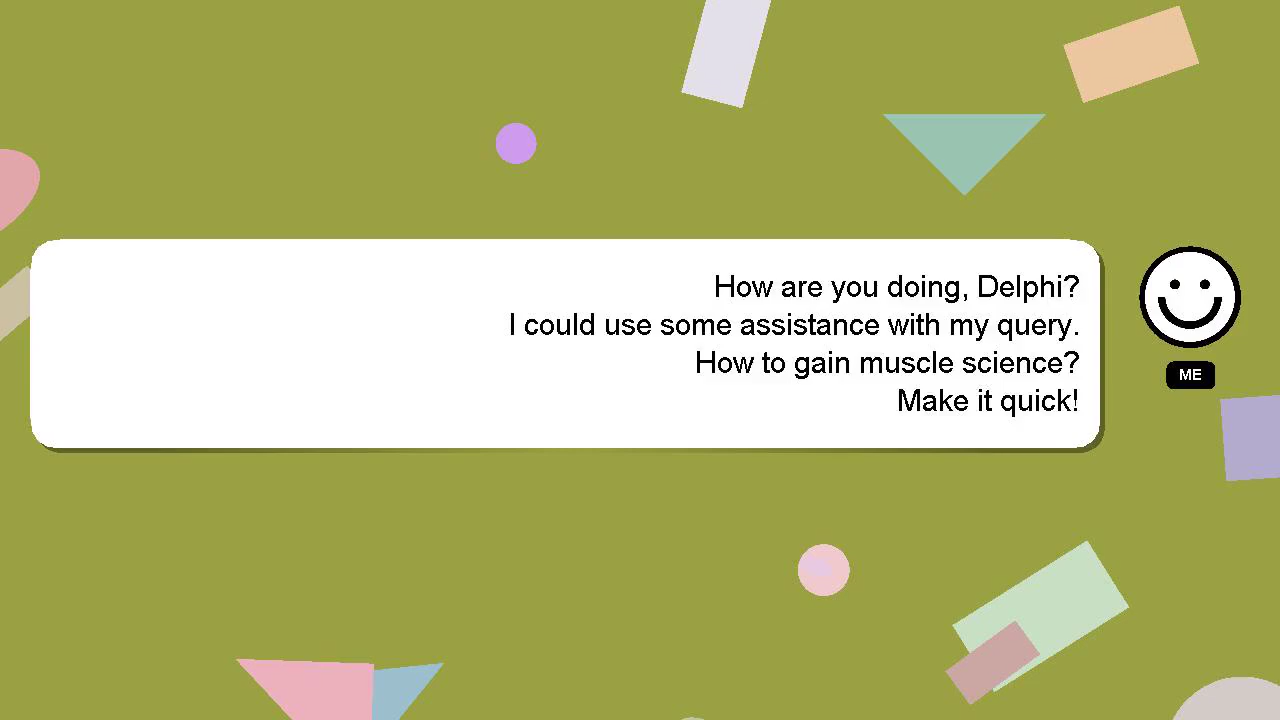 How are you doing, Delphi?
I could use some assistance with my query.
How to gain muscle science?
Make it quick!
ME